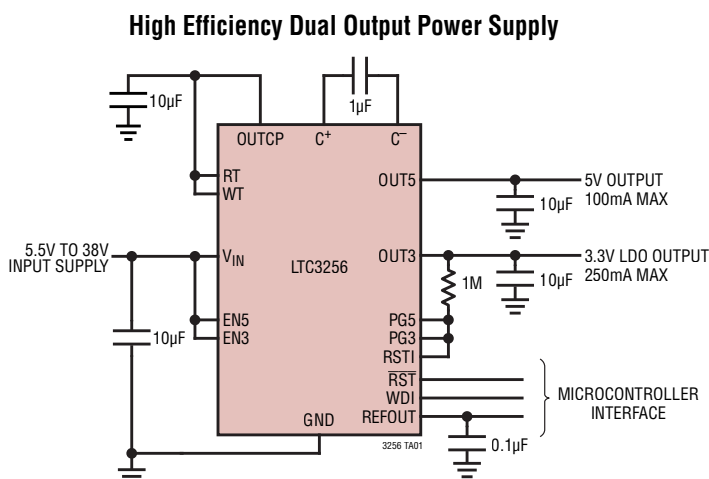 High Efficiency Dual Output Power Supply
10µF
1µF
OUTCP
C+
C–
RT
WT
OUT5
5V OUTPUT
100mA MAX
10µF
5.5V TO 38V
INPUT SUPPLY
VIN
LTC3256
OUT3
3.3V LDO OUTPUT
250mA MAX
1M
10µF
EN5
EN3
10µF
PG5
PG3
RSTI
RST
WDI
REFOUT
MICROCONTROLLER
INTERFACE
GND
3256 TA01
0.1µF